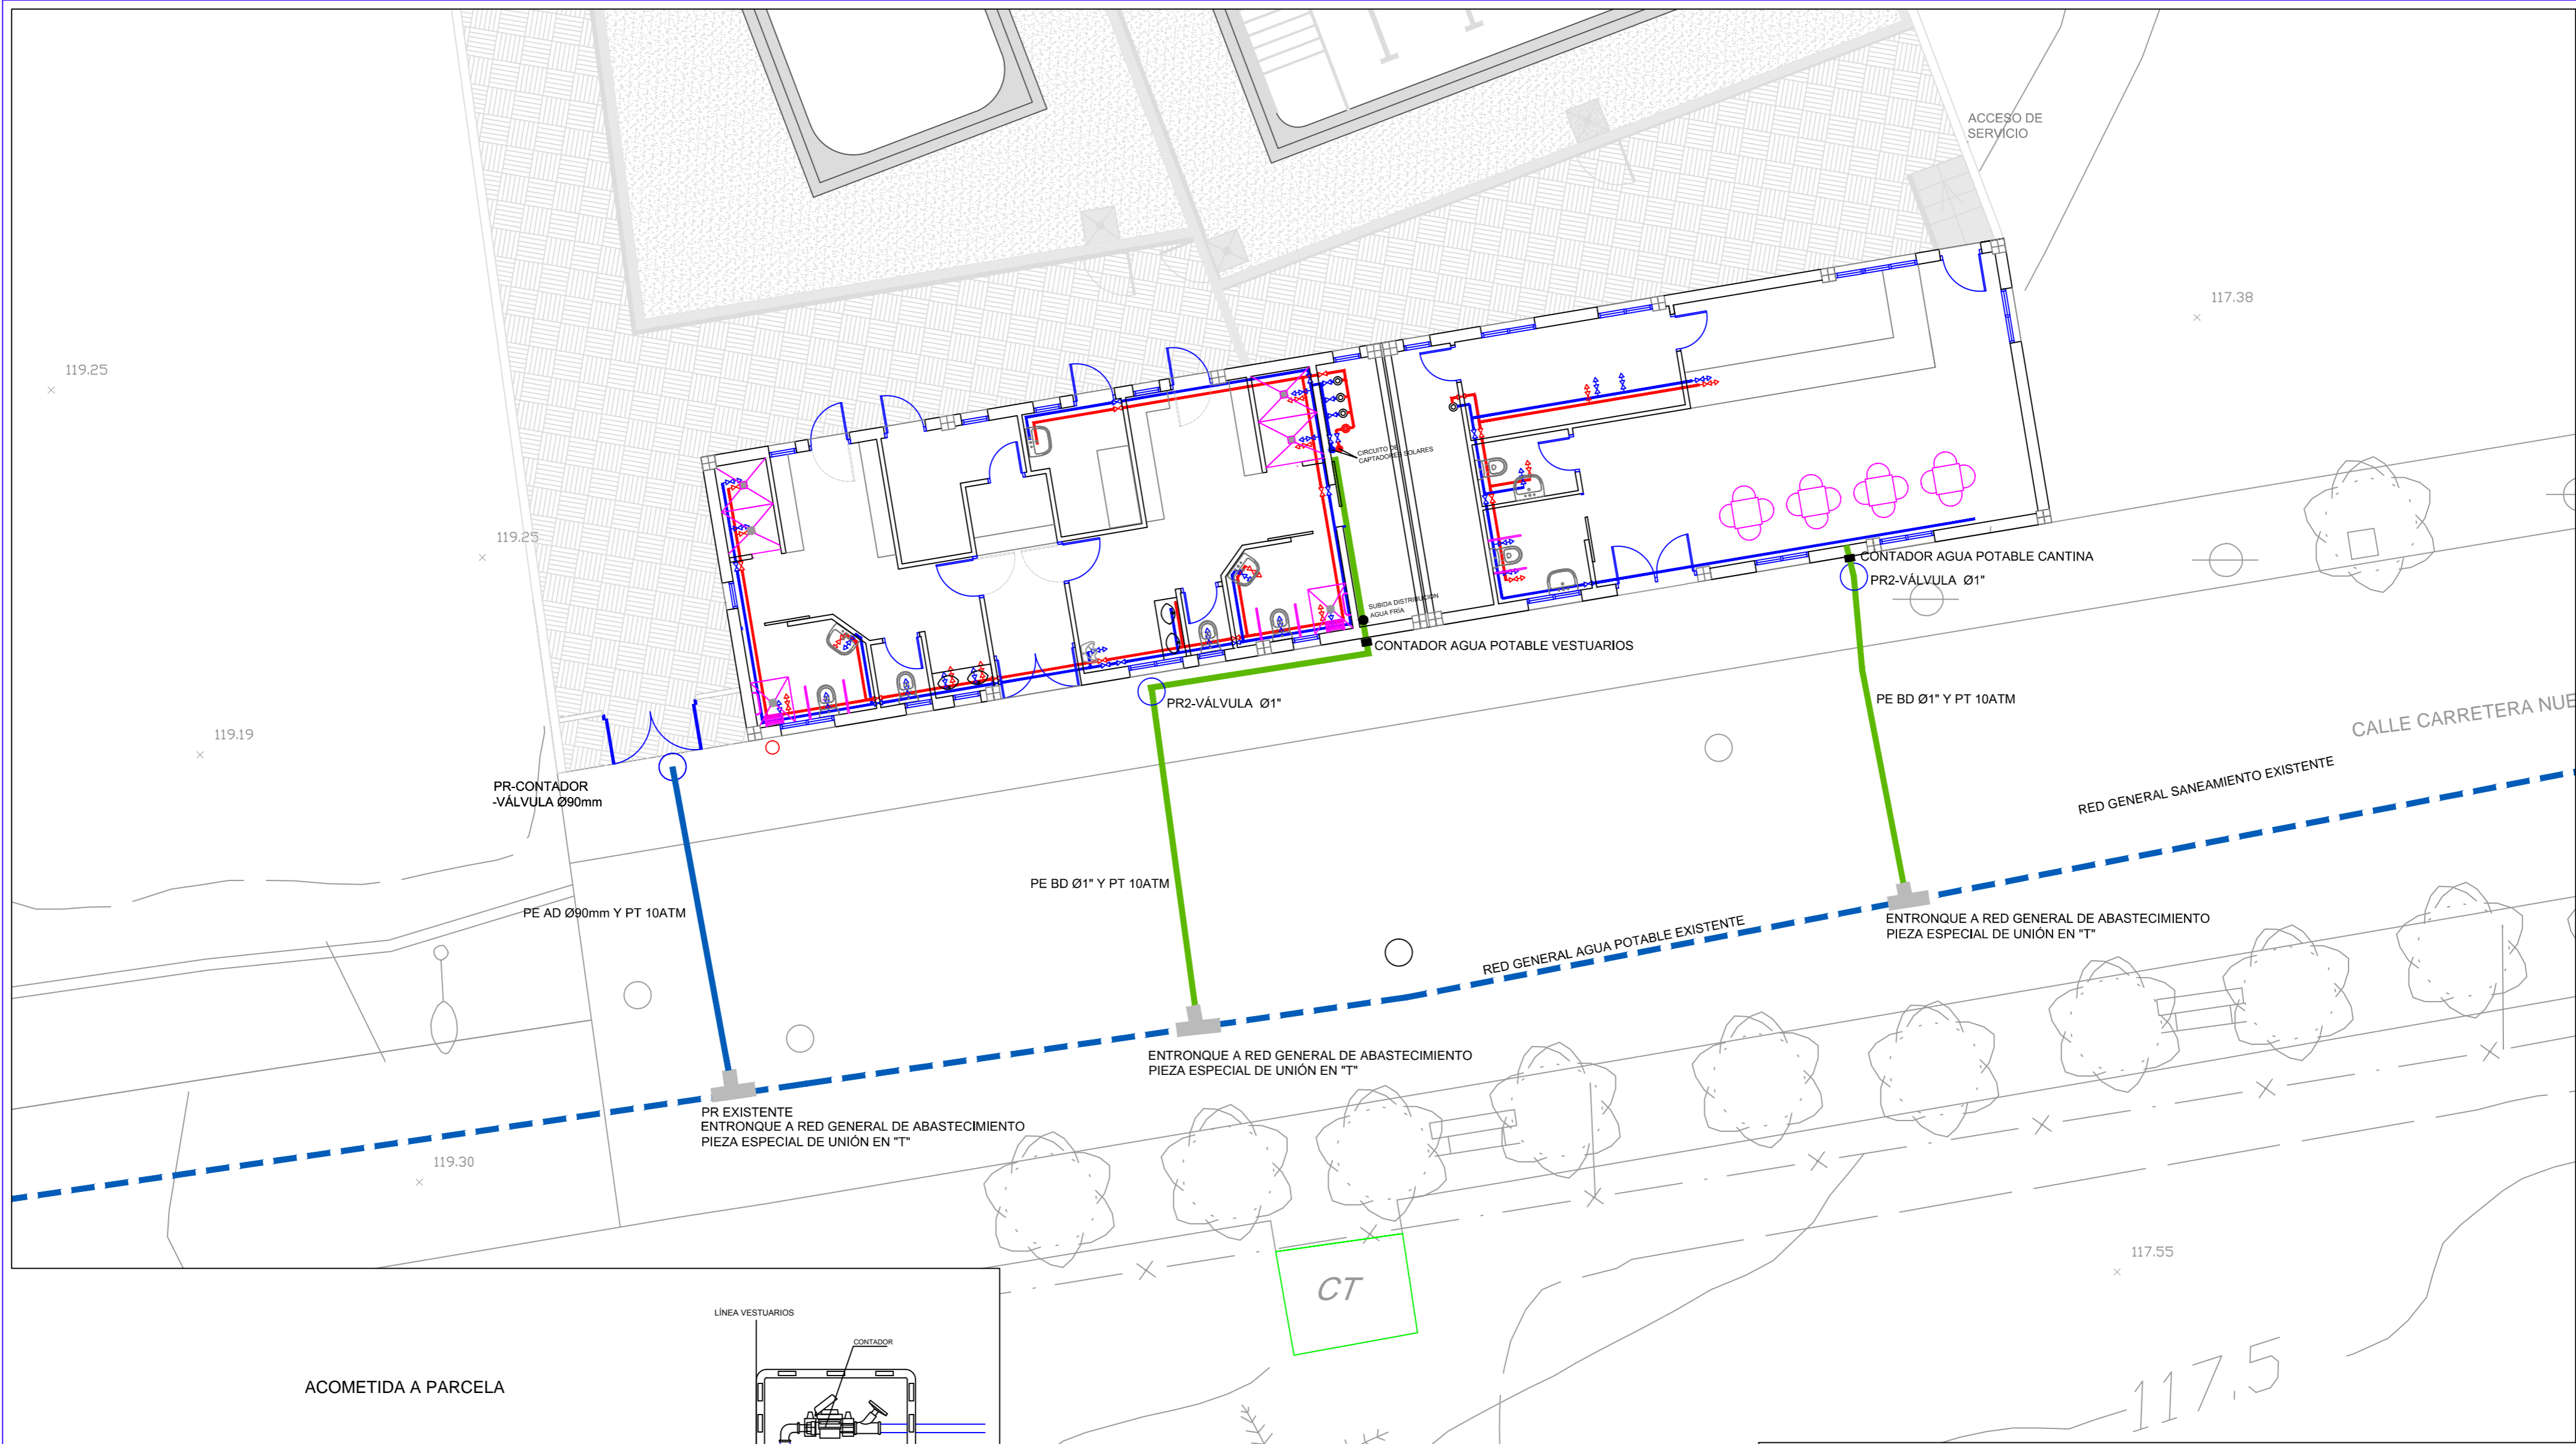 ACCESO DE
SERVICIO
117.38
119.25
119.25
CIRCUITO DE
CAPTADORES SOLARES
CONTADOR AGUA POTABLE CANTINA
PR2-VÁLVULA Ø1"
SUBIDA DISTRIBUCIÓN
AGUA FRÍA
CONTADOR AGUA POTABLE VESTUARIOS
PR2-VÁLVULA Ø1"
PE BD Ø1" Y PT 10ATM
CALLE CARRETERA NUE
119.19
PR-CONTADOR
-VÁLVULA Ø90mm
RED GENERAL SANEAMIENTO EXISTENTE
PE BD Ø1" Y PT 10ATM
PE AD Ø90mm Y PT 10ATM
RED GENERAL AGUA POTABLE EXISTENTE
ENTRONQUE A RED GENERAL DE ABASTECIMIENTO
PIEZA ESPECIAL DE UNIÓN EN "T"
ENTRONQUE A RED GENERAL DE ABASTECIMIENTO
PIEZA ESPECIAL DE UNIÓN EN "T"
PR EXISTENTE
ENTRONQUE A RED GENERAL DE ABASTECIMIENTO
PIEZA ESPECIAL DE UNIÓN EN "T"
119.30
117.55
CT
LÍNEA VESTUARIOS
CONTADOR
ACOMETIDA A PARCELA
117,5